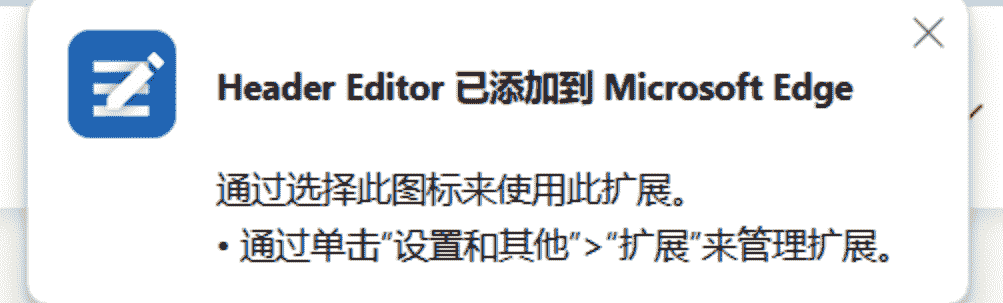 Header Editor 已添加到 Microsoft Edge
通过选择此图标来使用此扩展。
• 通过单击“设置和其他”>“扩展”来管理扩展。